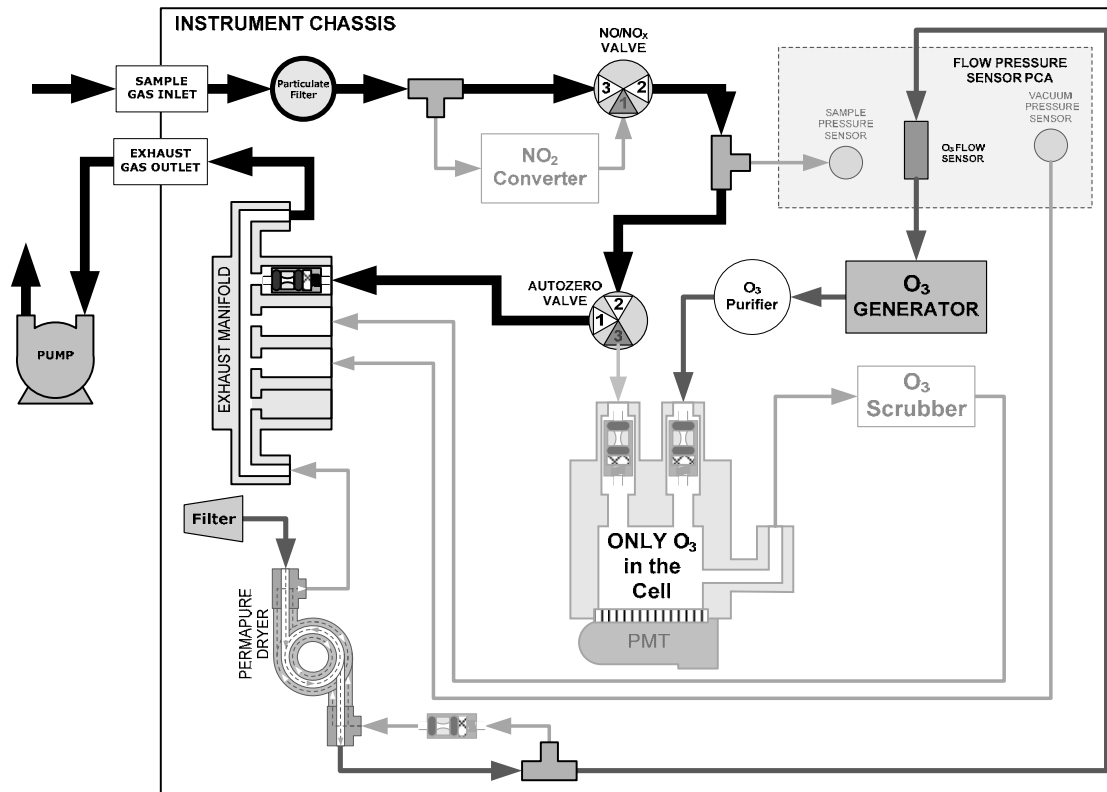 INSTRUMENT CHASSIS
NO/NOX
VALVE
3
2
1
SAMPLE
GAS INLET
Particulate
Filter
FLOW PRESSURE
SENSOR PCA
SAMPLE
PRESSURE
SENSOR
VACUUM
PRESSURE
SENSOR
O3 FLOW
SENSOR
EXHAUST
GAS OUTLET
NO2
Converter
AUTOZERO
VALVE
2
1
3
O3
Purifier
O3
GENERATOR
EXHAUST MANIFOLD
PUMP
O3
Scrubber
Filter
ONLY O3
in the
Cell
PMT
PERMAPURE
DRYER